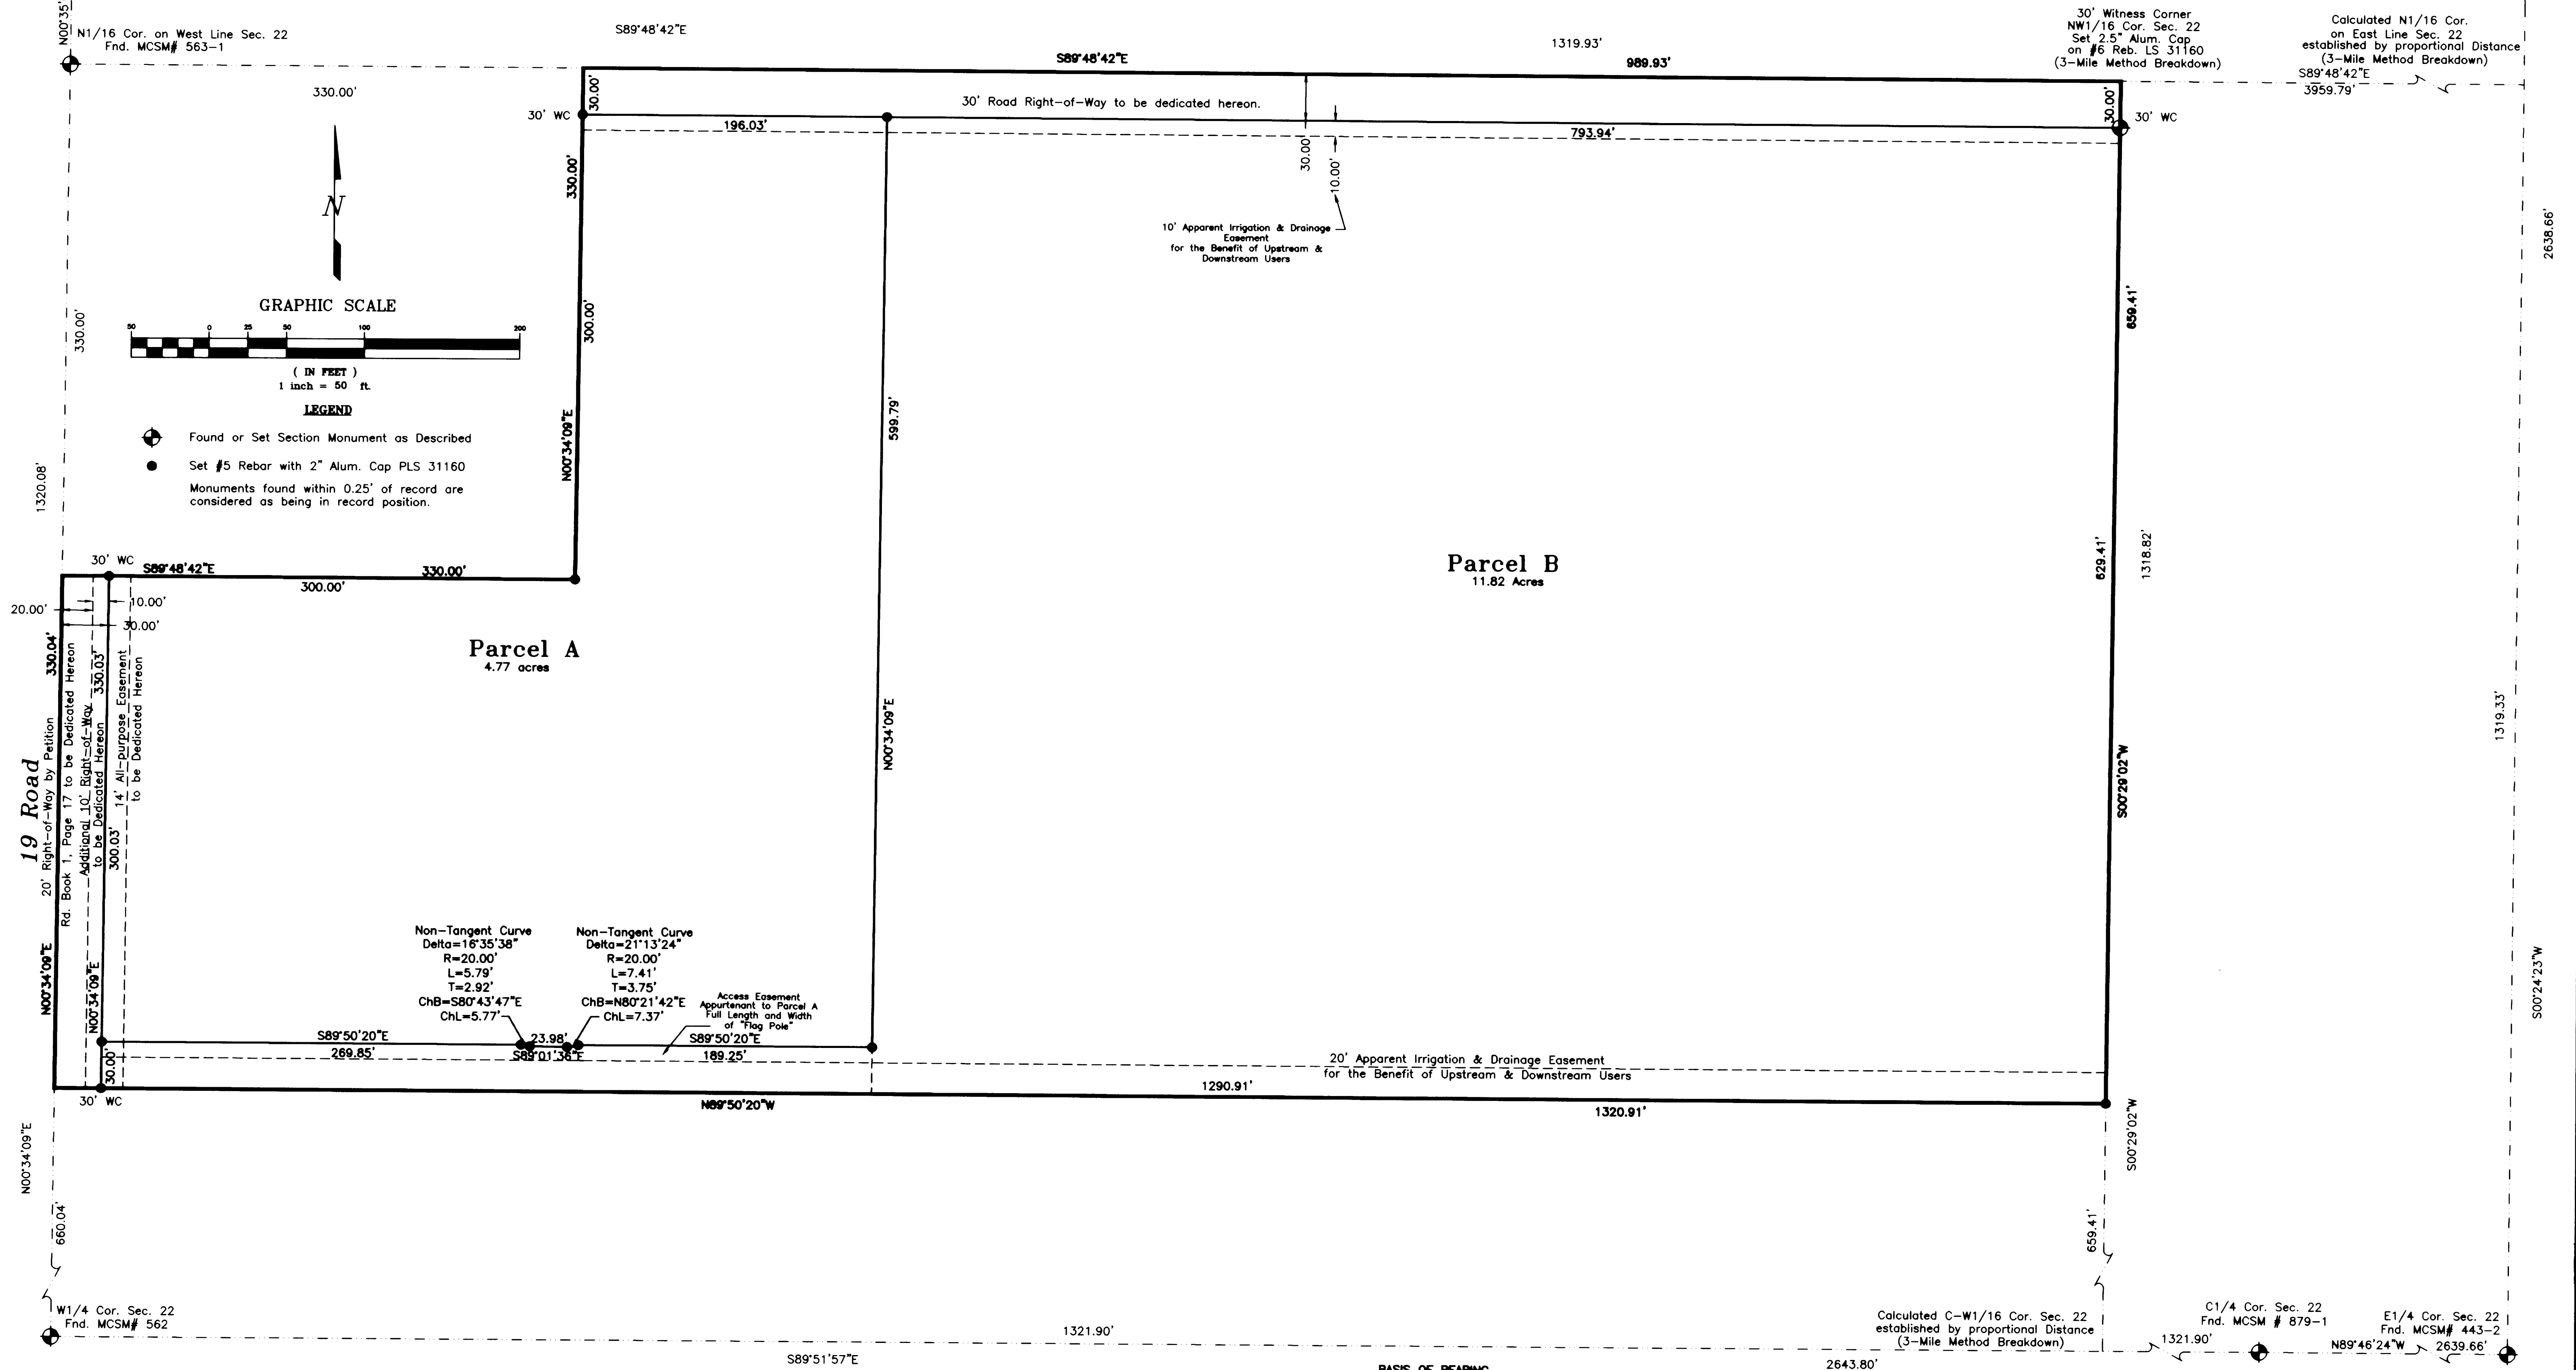 N00°35'
N1/16 Cor. on West Line Sec. 22
Fnd. MCSM# 563-1
S89°48'42"E
1319.93'
30' Witness Corner
NW1/16 Cor. Sec. 22
Set 2.5" Alum. Cap
on #6 Reb. LS 31160
(3-Mile Method Breakdown)
Calculated N1/16 Cor.
on East Line Sec. 22
established by proportional Distance
(3-Mile Method Breakdown)
S89°48'42"E
3959.79'
S89°48'42"E
989.93'
330.00'
30.00'
30' WC
30' Road Right-of-Way to be dedicated hereon.
196.03'
793.94'
30.00'
30' WC
30.00'
10.00'
10' Apparent Irrigation & Drainage
Easement
for the Benefit of Upstream &
Downstream Users
330.00'
300.00'
N00°34'09"E
N
GRAPHIC SCALE
50 0 25 50 100 200
( IN FEET )
1 inch = 50 ft.
LEGEND
Found or Set Section Monument as Described
Set #5 Rebar with 2" Alum. Cap PLS 31160
Monuments found within 0.25' of record are
considered as being in record position.
330.00'
1320.08'
599.79'
N00°34'09"E
659.41'
629.41'
1318.82'
S00°29'02"W
2638.66'
1319.33'
S00°24'23"W
Parcel B
11.82 Acres
30' WC
S89°48'42"E
330.00'
300.00'
20.00'
10.00'
30.00'
Parcel A
4.77 acres
19 Road
330.04'
N00°34'09"E
20' Right-of-Way by Petition
Rd. Book 1, Page 17 to be Dedicated Hereon
Additional 10' Right-of-Way
to be Dedicated Hereon
330.03'
N00°34'09"E
300.03'
14' All-purpose Easement
to be Dedicated Hereon
Non-Tangent Curve
Delta=16°35'38"
R=20.00'
L=5.79'
T=2.92'
ChB=S80°43'47"E
ChL=5.77'
Non-Tangent Curve
Delta=21°13'24"
R=20.00'
L=7.41'
T=3.75'
ChB=N80°21'42"E
ChL=7.37'
Access Easement
Appurtenant to Parcel A
Full Length and Width
of "Flag Pole"
S89°50'20"E
269.85'
23.98'
S89°01'36"E
S89°50'20"E
189.25'
30.00'
30' WC
20' Apparent Irrigation & Drainage Easement
for the Benefit of Upstream & Downstream Users
1290.91'
N89°50'20"W
1320.91'
N00°34'09"E
660.04'
S00°29'02"W
659.41'
W1/4 Cor. Sec. 22
Fnd. MCSM# 562
1321.90'
S89°51'57"E
Calculated C-W1/16 Cor. Sec. 22
established by proportional Distance
(3-Mile Method Breakdown)
C1/4 Cor. Sec. 22
Fnd. MCSM # 879-1
1321.90'
E1/4 Cor. Sec. 22
Fnd. MCSM# 443-2
N89°46'24"W 2639.66'
BASIS OF BEARING
2643.80'